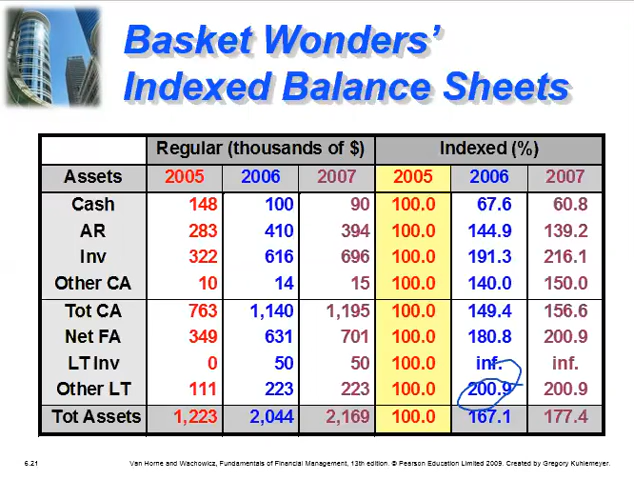 Basket Wonders'
Indexed Balance Sheets
Regular (thousands of $) Indexed (%)
Assets 2005 2006 2007 2005 2006 2007
Cash 148 100 90 100.0 67.6 60.8
AR 283 410 394 100.0 144.9 139.2
Inv 322 616 696 100.0 191.3 216.1
Other CA 10 14 15 100.0 140.0 150.0
Tot CA 763 1,140 1,195 100.0 149.4 156.6
Net FA 349 631 701 100.0 180.8 200.9
LT Inv 0 50 50 100.0 inf. inf.
Other LT 111 223 223 100.0 200.9 200.9
Tot Assets 1,223 2,044 2,169 100.0 167.1 177.4
6.21 Van Horne and Wachowicz, Fundamentals of Financial Management, 13th edition. © Pearson Education Limited 2009. Created by Gregory Kuhlemeyer.